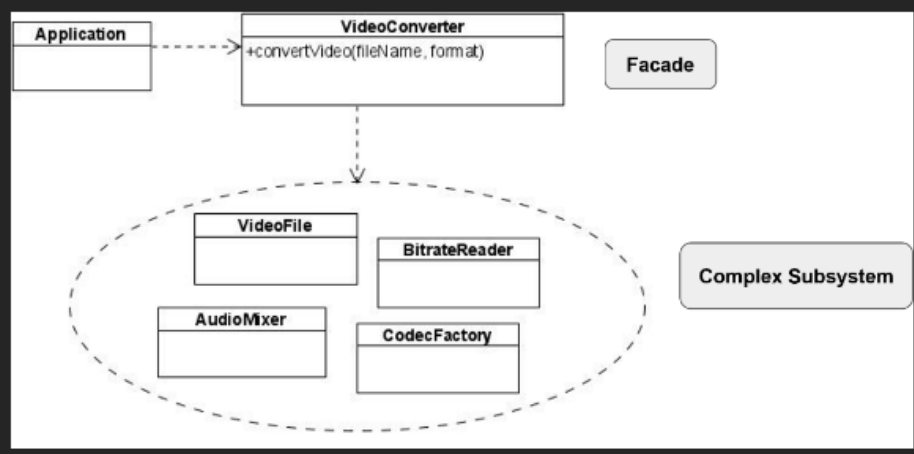 Application
VideoConverter
+convertVideo(fileName, format)
Facade
VideoFile
BitrateReader
Complex Subsystem
AudioMixer
CodecFactory